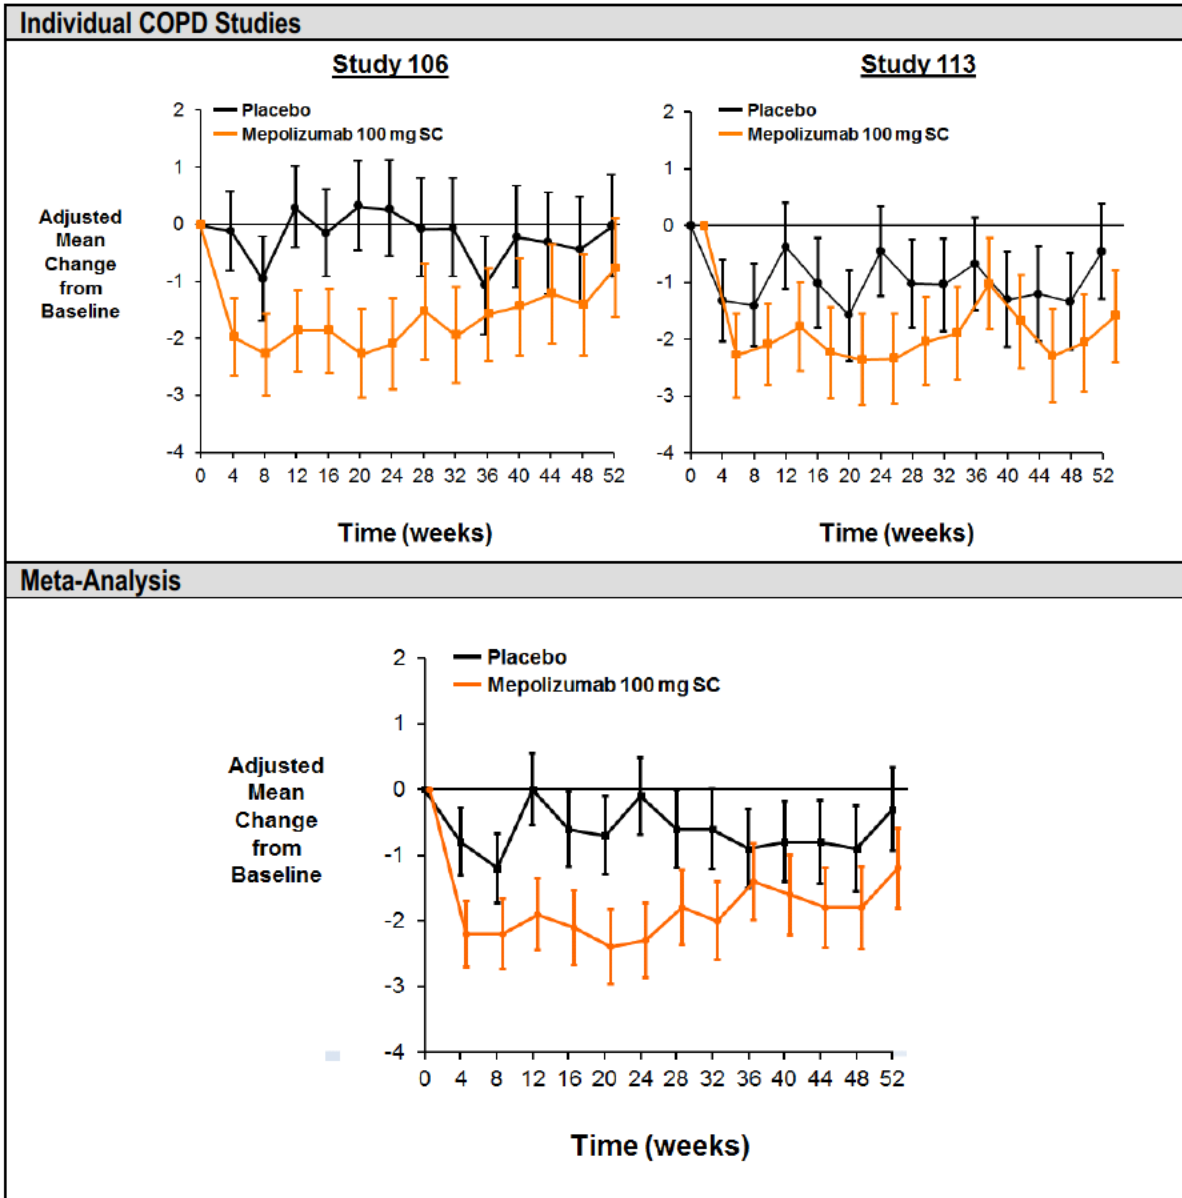 Individual COPD Studies
Study 106
Placebo
Mepolizumab 100 mg SC
Adjusted
Mean
Change
from
Baseline
2
1
0
-1
-2
-3
-4
0 4 8 12 16 20 24 28 32 36 40 44 48 52
Time (weeks)
Study 113
Placebo
Mepolizumab 100 mg SC
2
1
0
-1
-2
-3
-4
0 4 8 12 16 20 24 28 32 36 40 44 48 52
Time (weeks)
Meta-Analysis
Placebo
Mepolizumab 100 mg SC
Adjusted
Mean
Change
from
Baseline
2
1
0
-1
-2
-3
-4
0 4 8 12 16 20 24 28 32 36 40 44 48 52
Time (weeks)